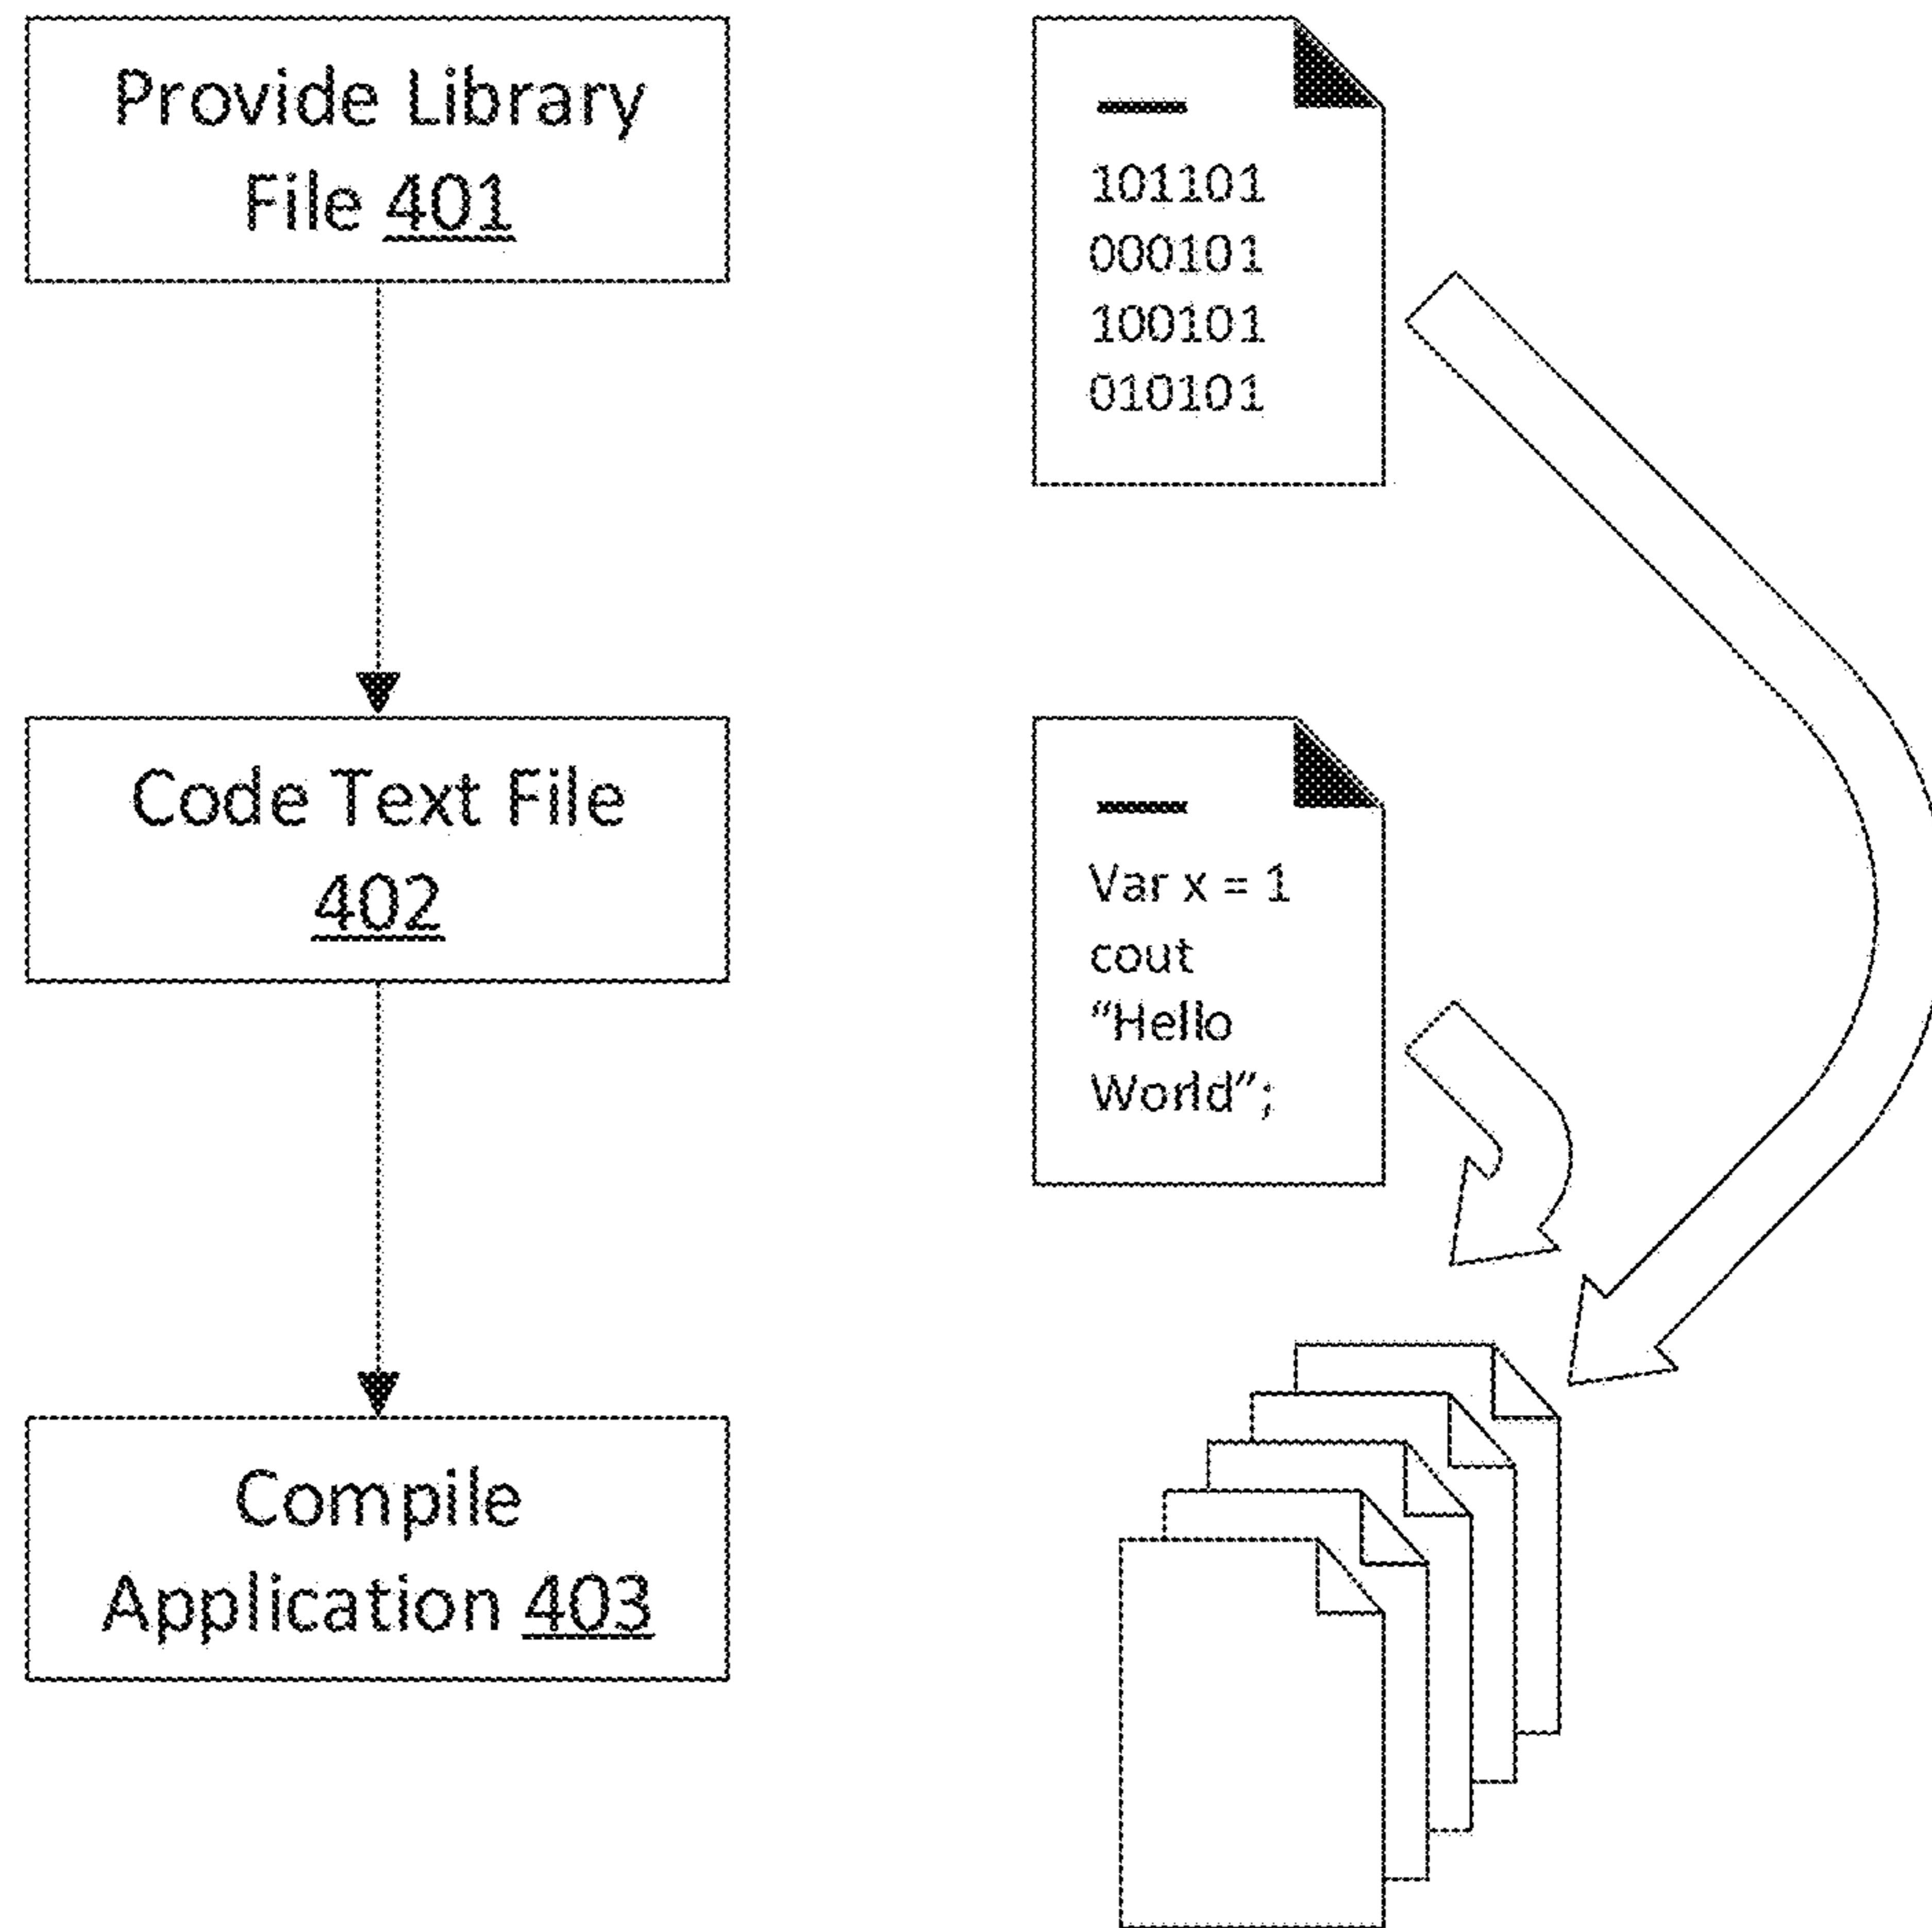 Provide Library
File 401
101101
000101
100101
010101
Code Text File
402
Var x = 1
cout
“Hello
World”;
Compile
Application 403